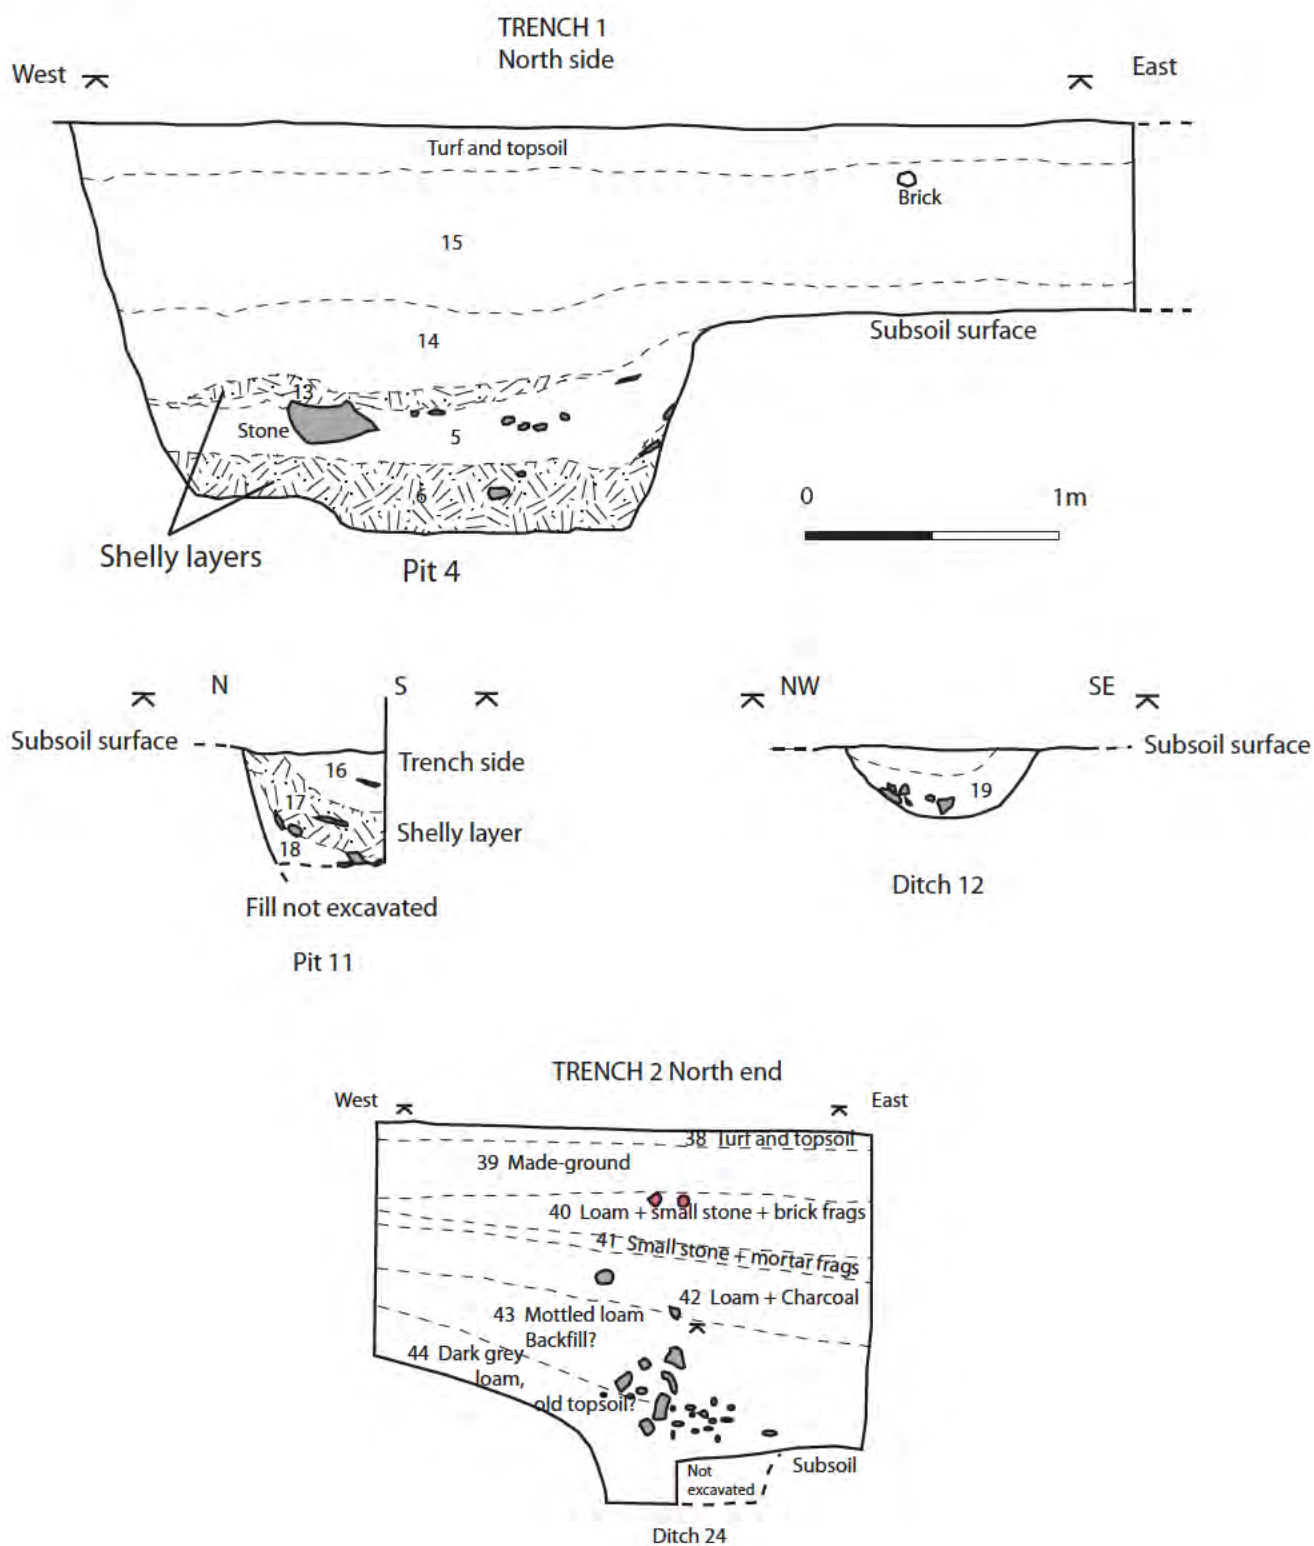 TRENCH 1
North side
West
East
Turf and topsoil
Brick
15
Subsoil surface
14
13
Stone
5
6
0 1m
Shelly layers
Pit 4
N S
NW SE
Subsoil surface
Subsoil surface
16
Trench side
17
19
Shelly layer
18
Ditch 12
Fill not excavated
Pit 11
TRENCH 2 North end
West
East
38 Turf and topsoil
39 Made-ground
40 Loam + small stone + brick frags
41 Small stone + mortar frags
42 Loam + Charcoal
43 Mottled loam
Backfill?
44 Dark grey
loam,
old topsoil?
Not
excavated
Subsoil
Ditch 24